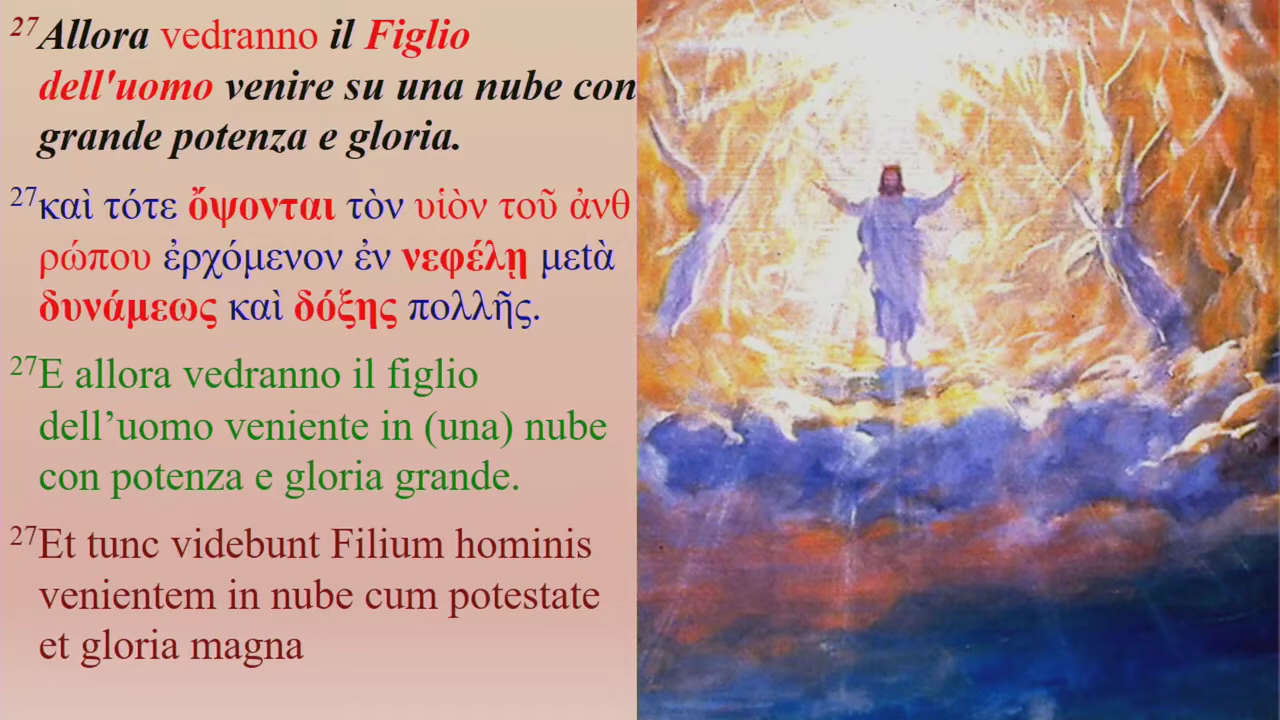 27Allora vedranno il Figlio
dell'uomo venire su una nube con
grande potenza e gloria.
27καὶ τότε ὄψονται τὸν υἱὸν τοῦ ἀνθ
ρώπου ἐρχόμενον ἐν νεφέλῃ μετὰ
δυνάμεως καὶ δόξης πολλῆς.
27E allora vedranno il figlio
dell’uomo veniente in (una) nube
con potenza e gloria grande.
27Et tunc videbunt Filium hominis
venientem in nube cum potestate
et gloria magna